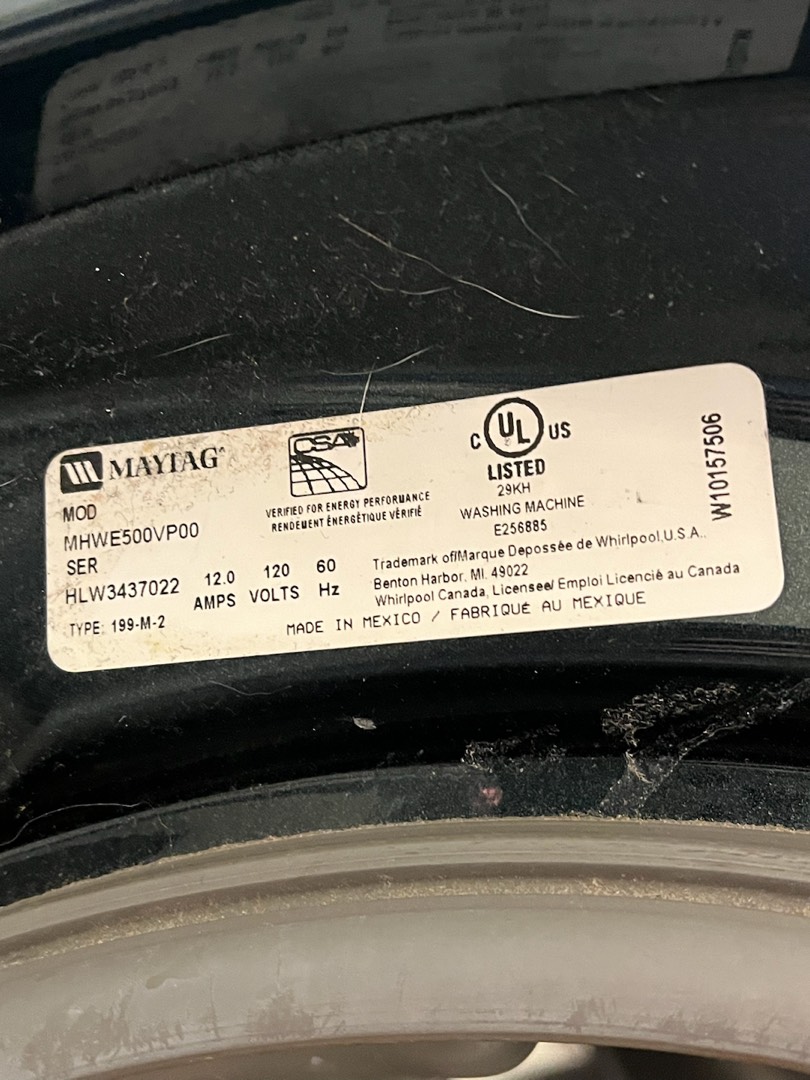 MAYTAG
MOD
MHWE500VP00
SER
HLW3437022
TYPE: 199-M-2
12.0 120 60
AMPS VOLTS Hz
CSA
VERIFIED FOR ENERGY PERFORMANCE
RENDEMENT ÉNERGÉTIQUE VÉRIFIÉ
C UL US
LISTED
29KH
WASHING MACHINE
E256885
Trademark of/Marque Depossée de Whirlpool,U.S.A..
Benton Harbor, MI. 49022
Whirlpool Canada, Licensee/ Emploi Licencié au Canada
MADE IN MEXICO / FABRIQUÉ AU MEXIQUE
W10157506